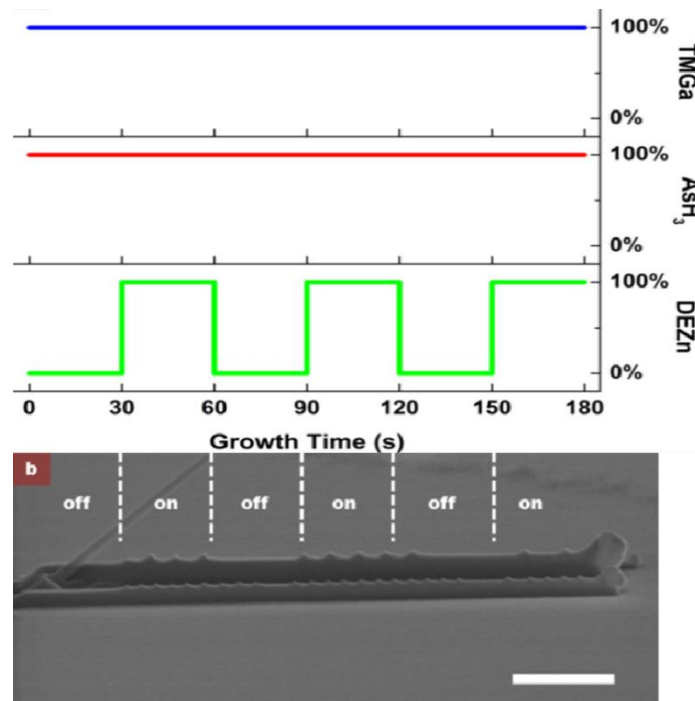 100%
0%
TMGa
100%
0%
AsH₃
100%
0%
DEZn
0 30 60 90 120 150 180
Growth Time (s)
b
off on off on off on